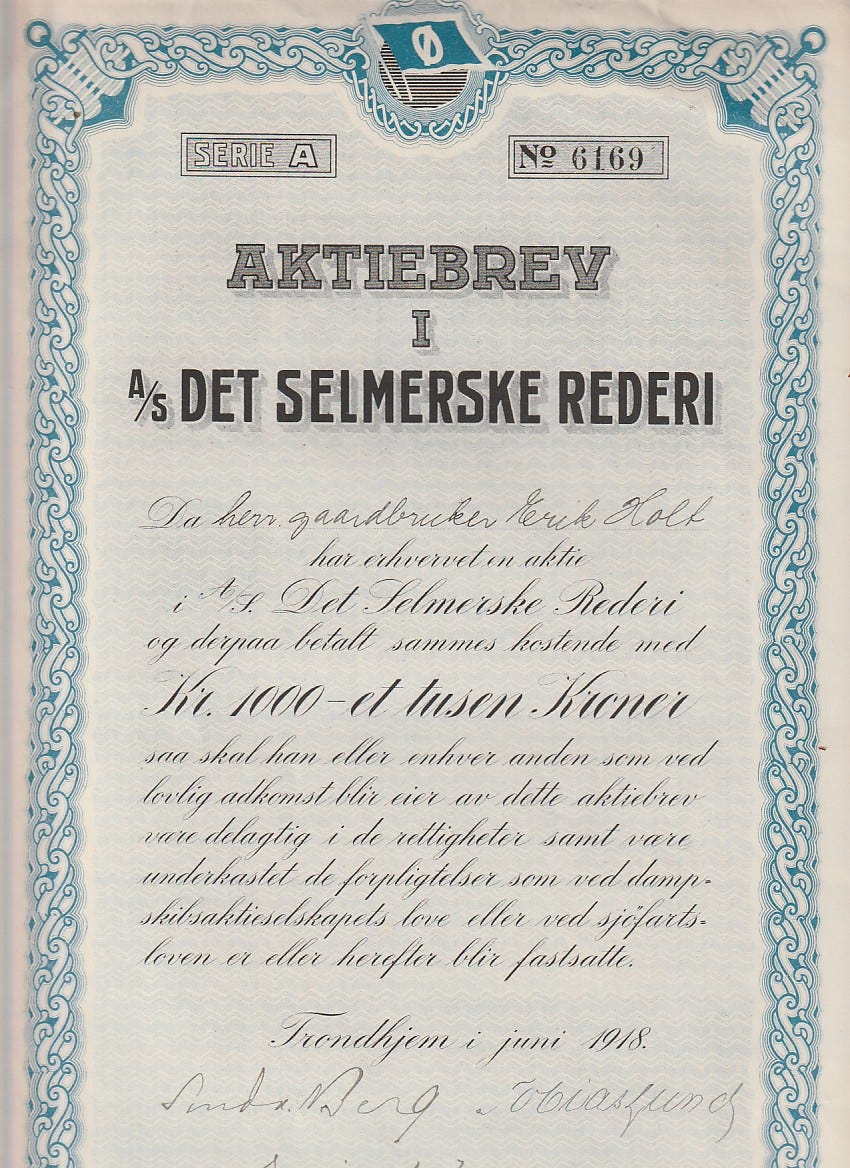 Ø
SERIE A
Nº 6169
AKTIEBREV
I
A/S DET SELMERSKE REDERI
Da herr gaardbruker Erik Holt
har erhvervet en aktie
i A/S. Det Selmerske Rederi
og derpaa betalt sammes kostende med
Kr. 1000 - et tusen Kroner
saa skal han eller enhver anden som ved
lovlig adkomst blir eier av dette aktiebrev
være delagtig i de rettigheter samt være
underkastet de forpligtelser som ved damp-
skibsaktieselskapets love eller ved sjöfarts-
loven er eller herefter blir fastsatte.
Trondhjem i juni 1918.
Berg